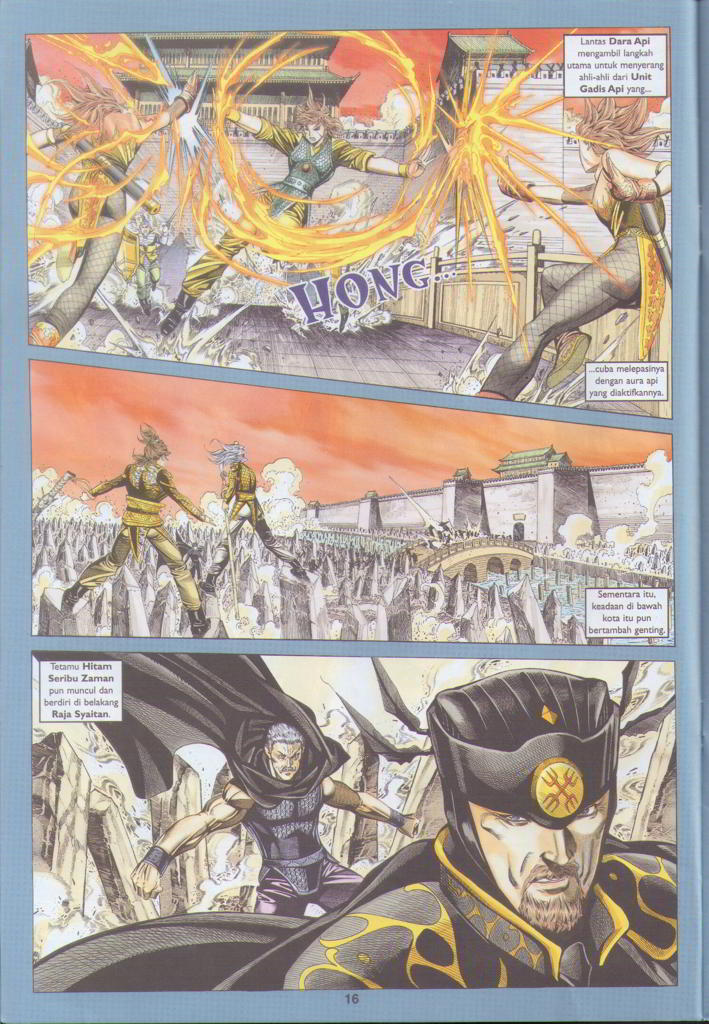 Lantas Dara Api
mengambil langkah
utama untuk menyerang
ahli-ahli dari Unit
Gadis Api yang...
HONG...
...cuba melepasinya
dengan aura api
yang diaktifkannya.
Sementara itu,
keadaan di bawah
kota itu pun
bertambah genting.
Tetamu Hitam
Seribu Zaman
pun muncul dan
berdiri di belakang
Raja Syaitan.
16